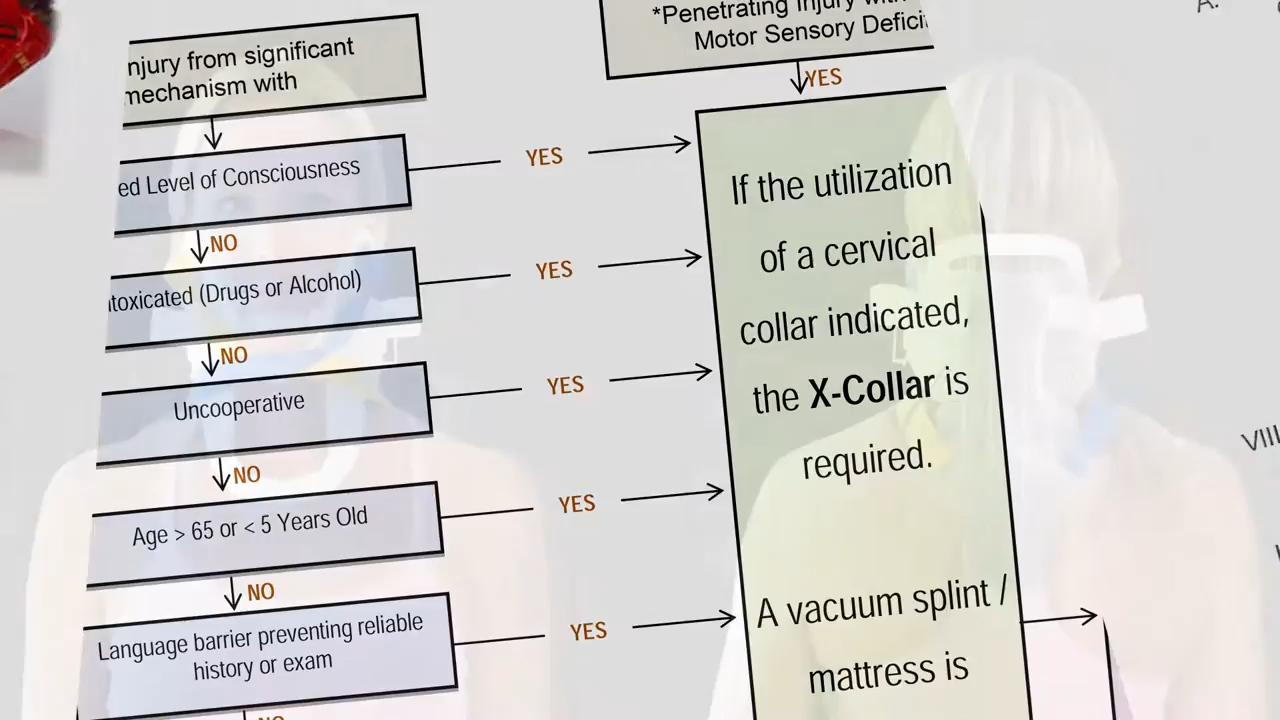 njury from significant
mechanism with
ed Level of Consciousness
NO
toxicated (Drugs or Alcohol)
NO
Uncooperative
NO
Age > 65 or < 5 Years Old
NO
Language barrier preventing reliable
history or exam
NO
YES
YES
YES
YES
YES
*Penetrating Injury with
Motor Sensory Defici
YES
If the utilization
of a cervical
collar indicated,
the X-Collar is
required.
A vacuum splint /
mattress is
A.
VIII